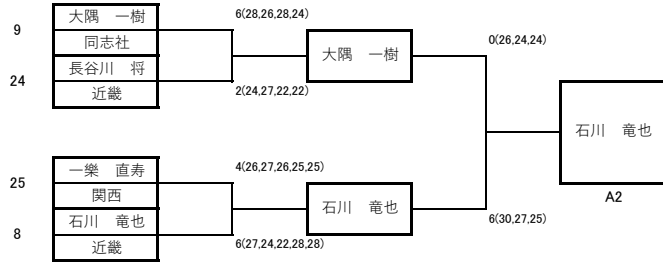 9
大隅　一樹
同志社
6(28,26,28,24)
24
長谷川　将
近畿
2(24,27,22,22)
大隅　一樹
0(26,24,24)
25
一樂　直寿
関西
4(26,27,26,25,25)
8
石川　竜也
近畿
6(27,24,22,28,28)
石川　竜也
6(30,27,25)
石川　竜也
A2